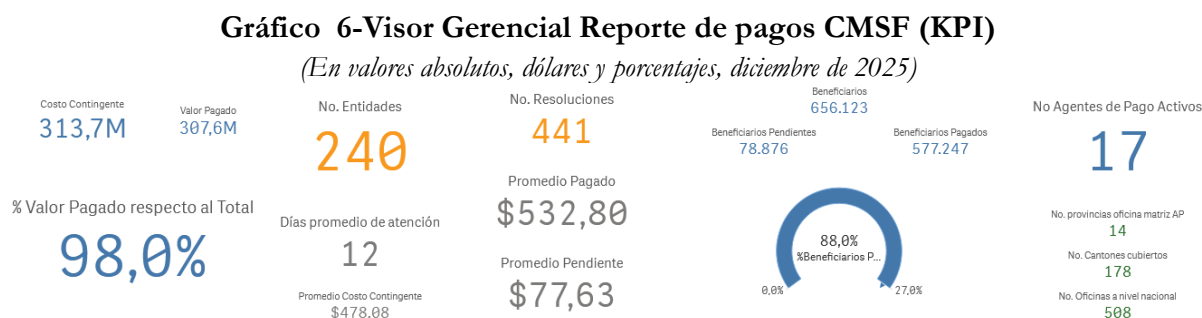 Gráfico  6-Visor Gerencial Reporte de pagos CMSF (KPI)
(En valores absolutos, dólares y porcentajes, diciembre de 2025)
Costo Contingente
313,7M
Valor Pagado
307,6M
% Valor Pagado respecto al Total
98,0%
No. Entidades
240
Días promedio de atención
12
Promedio Costo Contingente
$478.08
No. Resoluciones
441
Promedio Pagado
$532,80
Promedio Pendiente
$77,63
Beneficiarios
656.123
Beneficiarios Pendientes
78.876
Beneficiarios Pagados
577.247
88,0%
%Beneficiarios P...
0,0%
27,0%
No Agentes de Pago Activos
17
No. provincias oficina matriz AP
14
No. Cantones cubiertos
178
No. Oficinas a nivel nacional
508